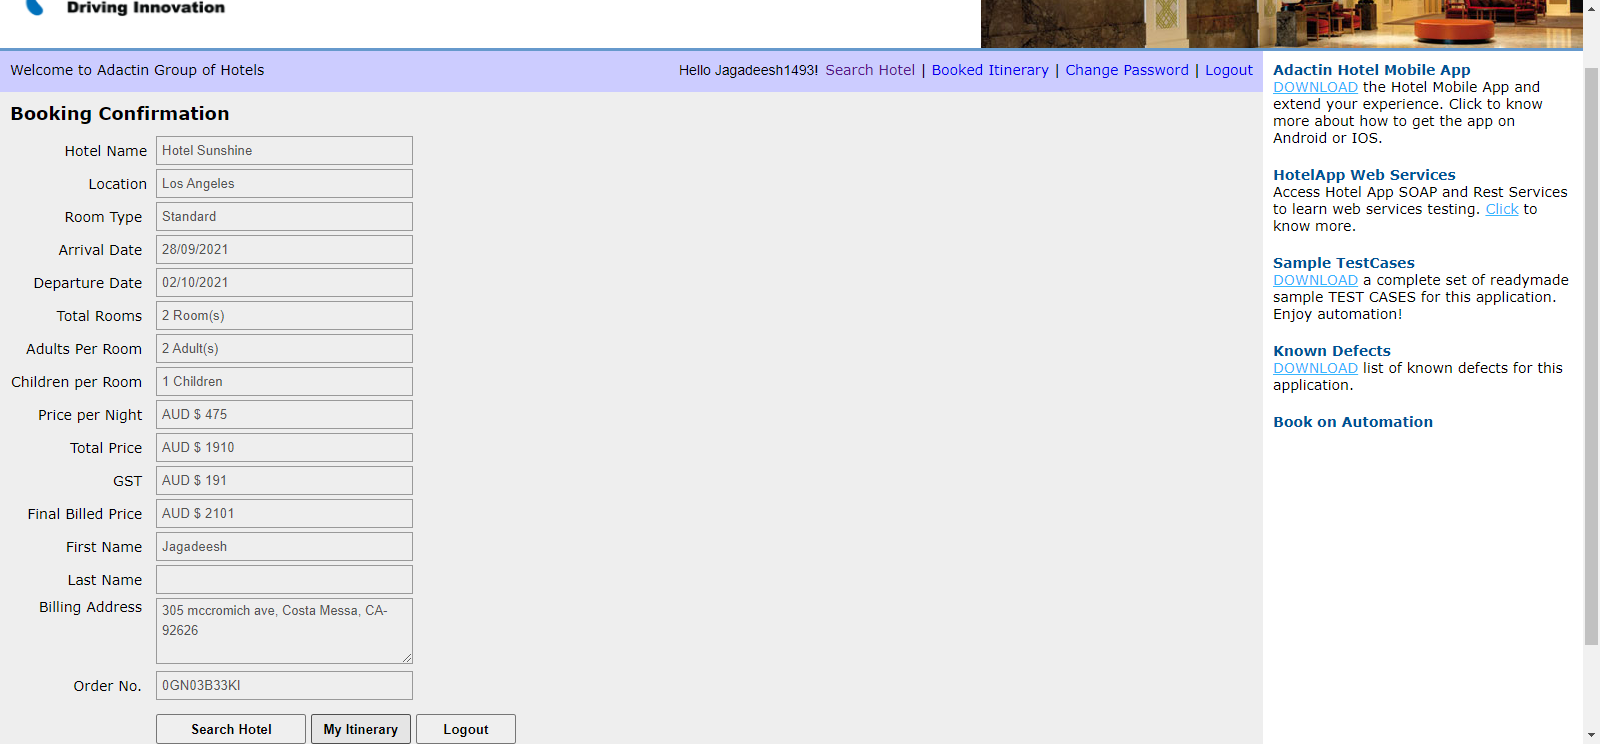 Driving Innovation
Welcome to Adactin Group of Hotels
Hello Jagadeesh1493! Search Hotel | Booked Itinerary | Change Password | Logout
Booking Confirmation
Hotel Name Hotel Sunshine
Location Los Angeles
Room Type Standard
Arrival Date 28/09/2021
Departure Date 02/10/2021
Total Rooms 2 Room(s)
Adults Per Room 2 Adult(s)
Children per Room 1 Children
Price per Night AUD $ 475
Total Price AUD $ 1910
GST AUD $ 191
Final Billed Price AUD $ 2101
First Name Jagadeesh
Last Name
Billing Address 305 mccromich ave, Costa Messa, CA-
92626
Order No. 0GN03B33KI
Search Hotel My Itinerary Logout
Adactin Hotel Mobile App
DOWNLOAD the Hotel Mobile App and
extend your experience. Click to know
more about how to get the app on
Android or IOS.
HotelApp Web Services
Access Hotel App SOAP and Rest Services
to learn web services testing. Click to
know more.
Sample TestCases
DOWNLOAD a complete set of readymade
sample TEST CASES for this application.
Enjoy automation!
Known Defects
DOWNLOAD list of known defects for this
application.
Book on Automation